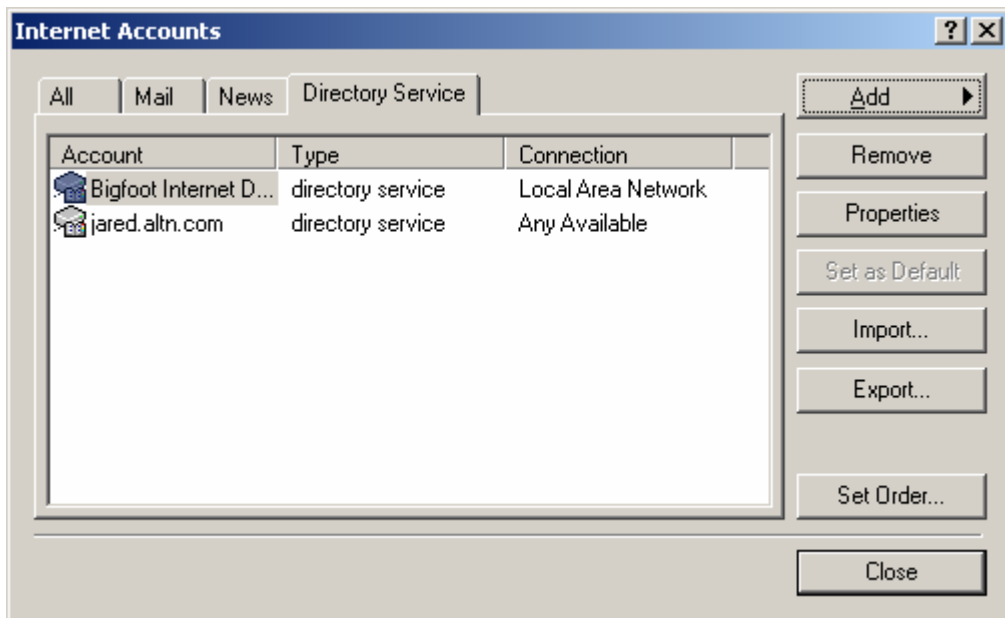 Internet Accounts
All Mail News Directory Service
Account Type Connection
Bigfoot Internet D... directory service Local Area Network
jared.altn.com directory service Any Available
Add
Remove
Properties
Set as Default
Import...
Export...
Set Order...
Close